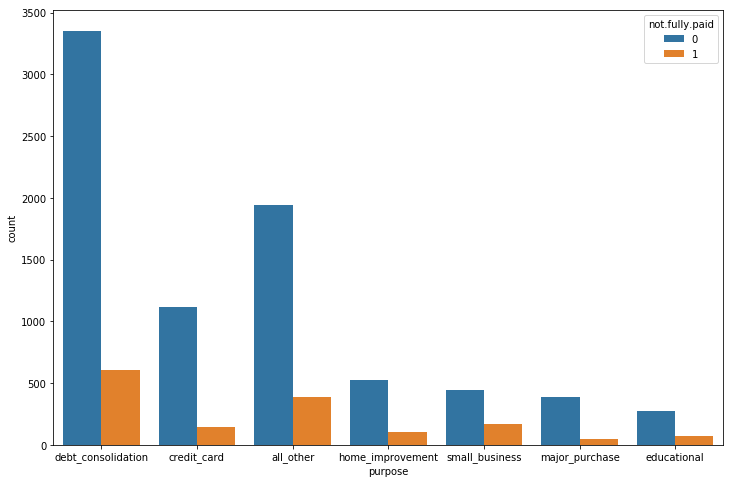 3500
3000
2500
2000
1500
1000
500
0
count
not.fully.paid
0
1
debt_consolidation credit_card all_other home_improvement small_business major_purchase educational
purpose